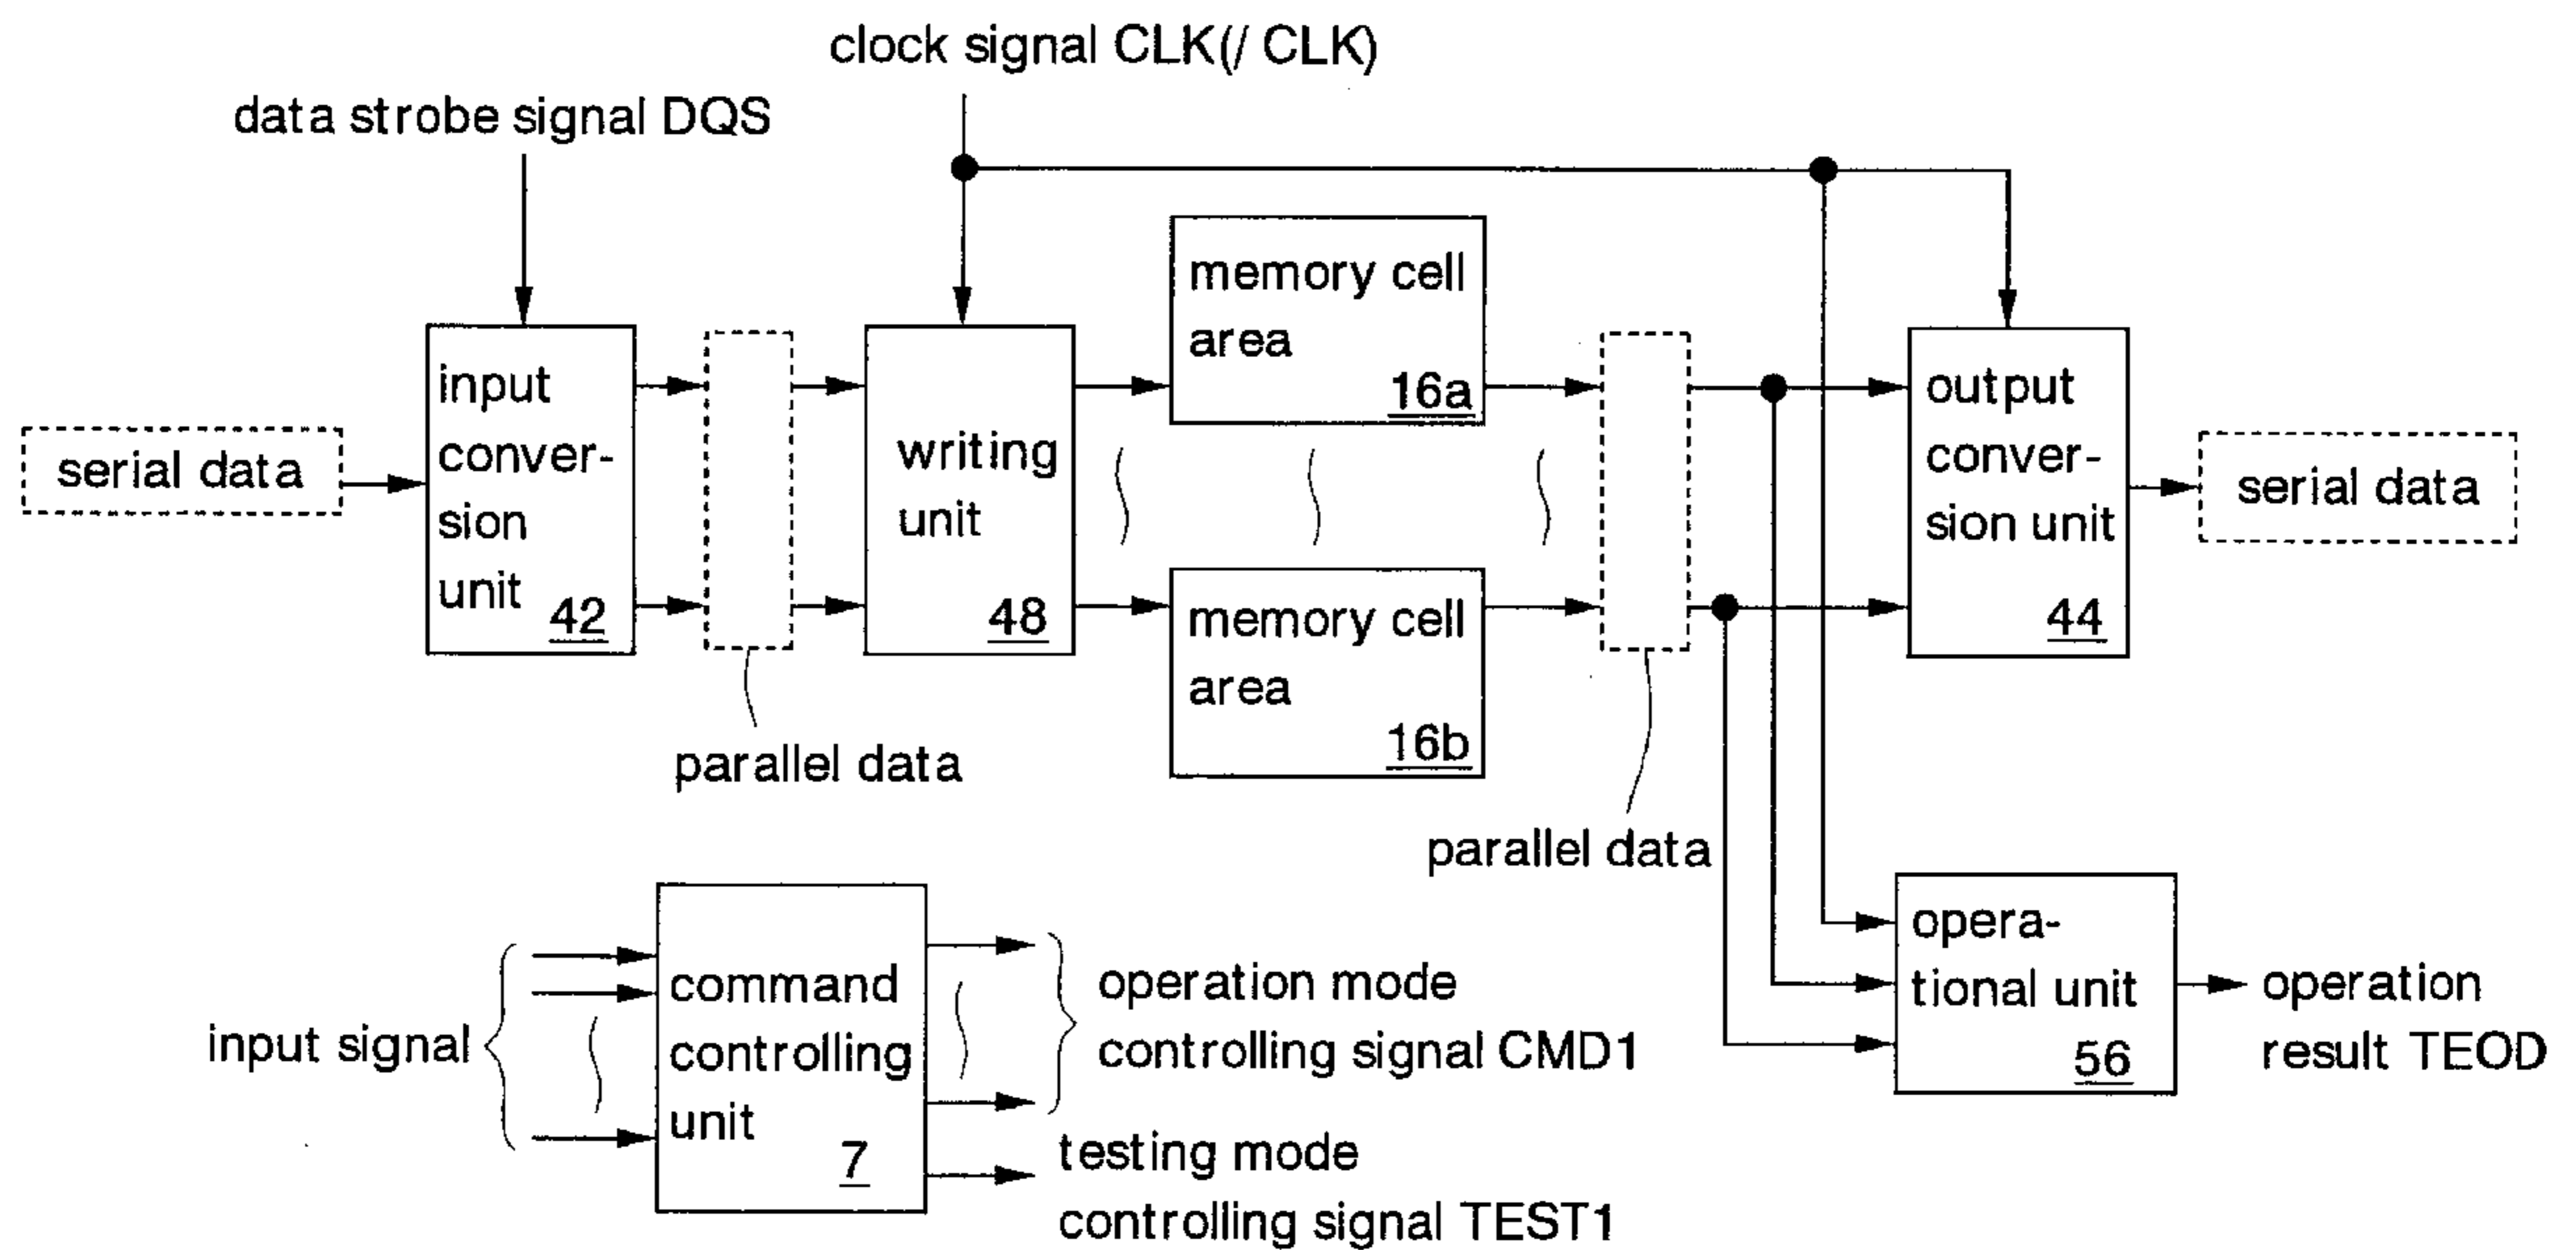 clock signal CLK(/ CLK)
data strobe signal DQS
serial data
input
conver-
sion
unit
42
parallel data
writing
unit
48
memory cell
area
16a
memory cell
area
16b
parallel data
output
conver-
sion unit
44
serial data
opera-
tional unit
56
operation
result TEOD
input signal
command
controlling
unit
7
operation mode
controlling signal CMD1
testing mode
controlling signal TEST1